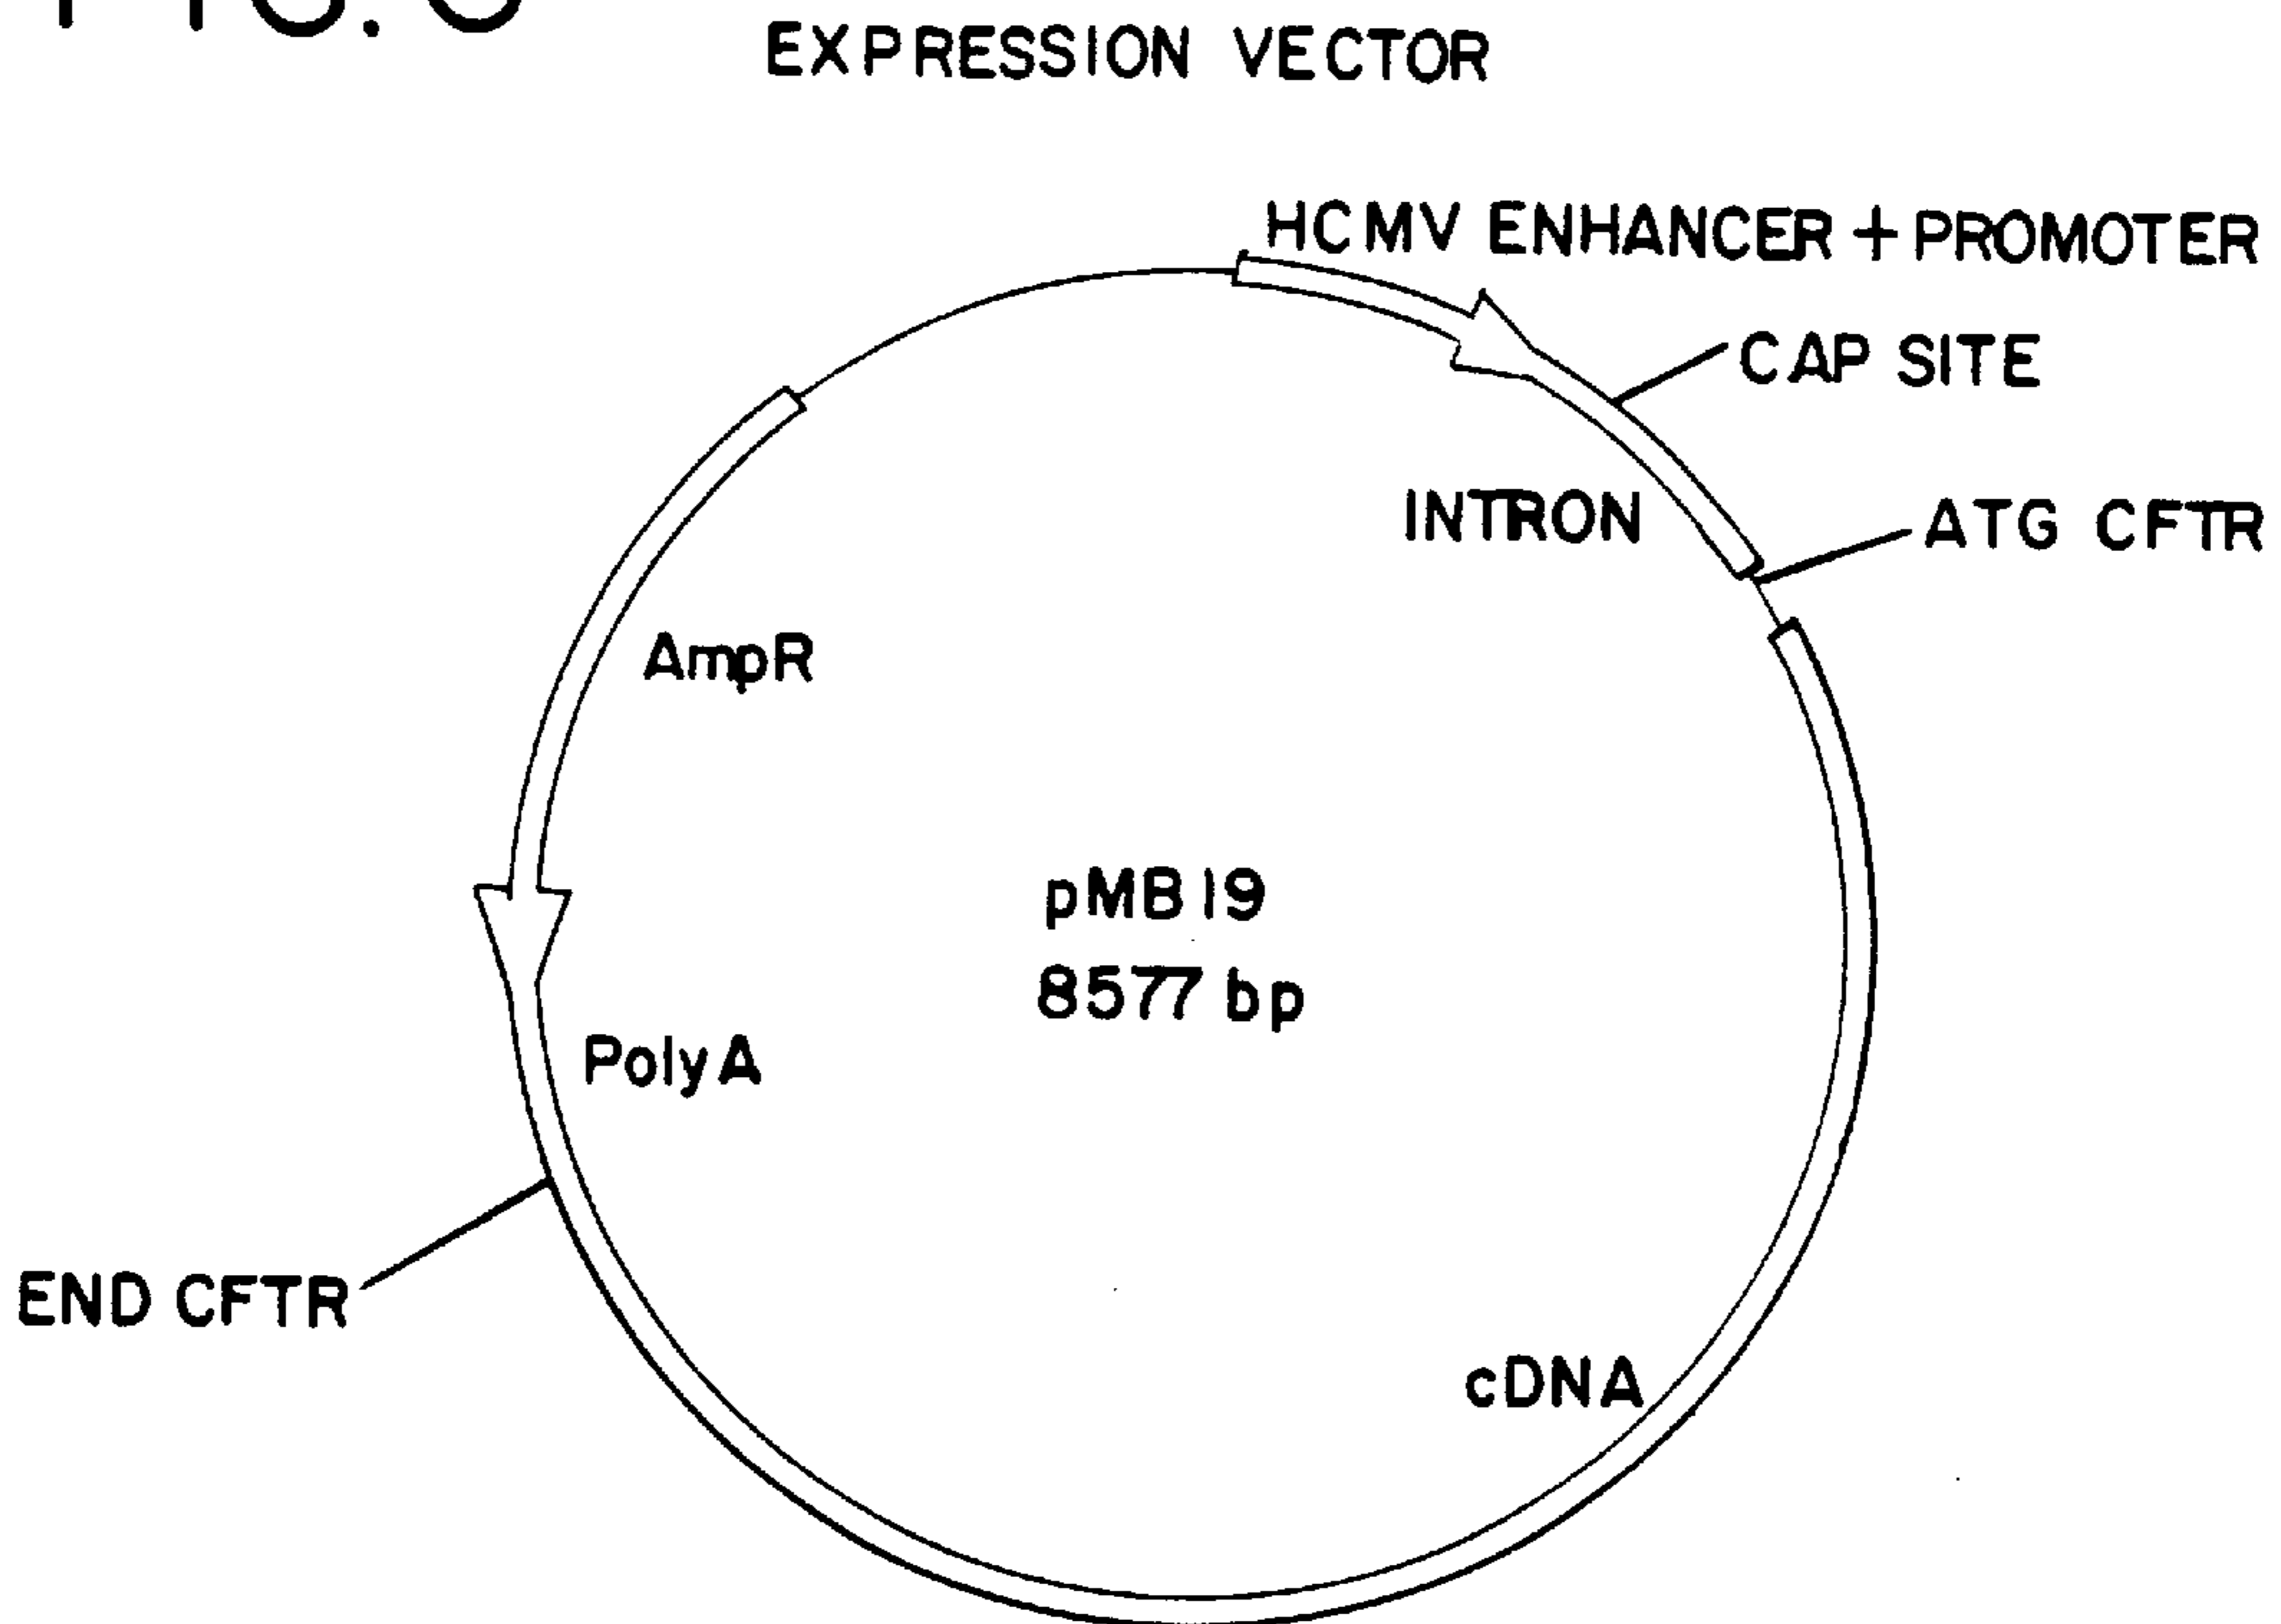 EXPRESSION VECTOR
HCMV ENHANCER + PROMOTER
CAP SITE
INTRON
ATG CFTR
AmpR
pMB19
8577 bp
PolyA
END CFTR
cDNA